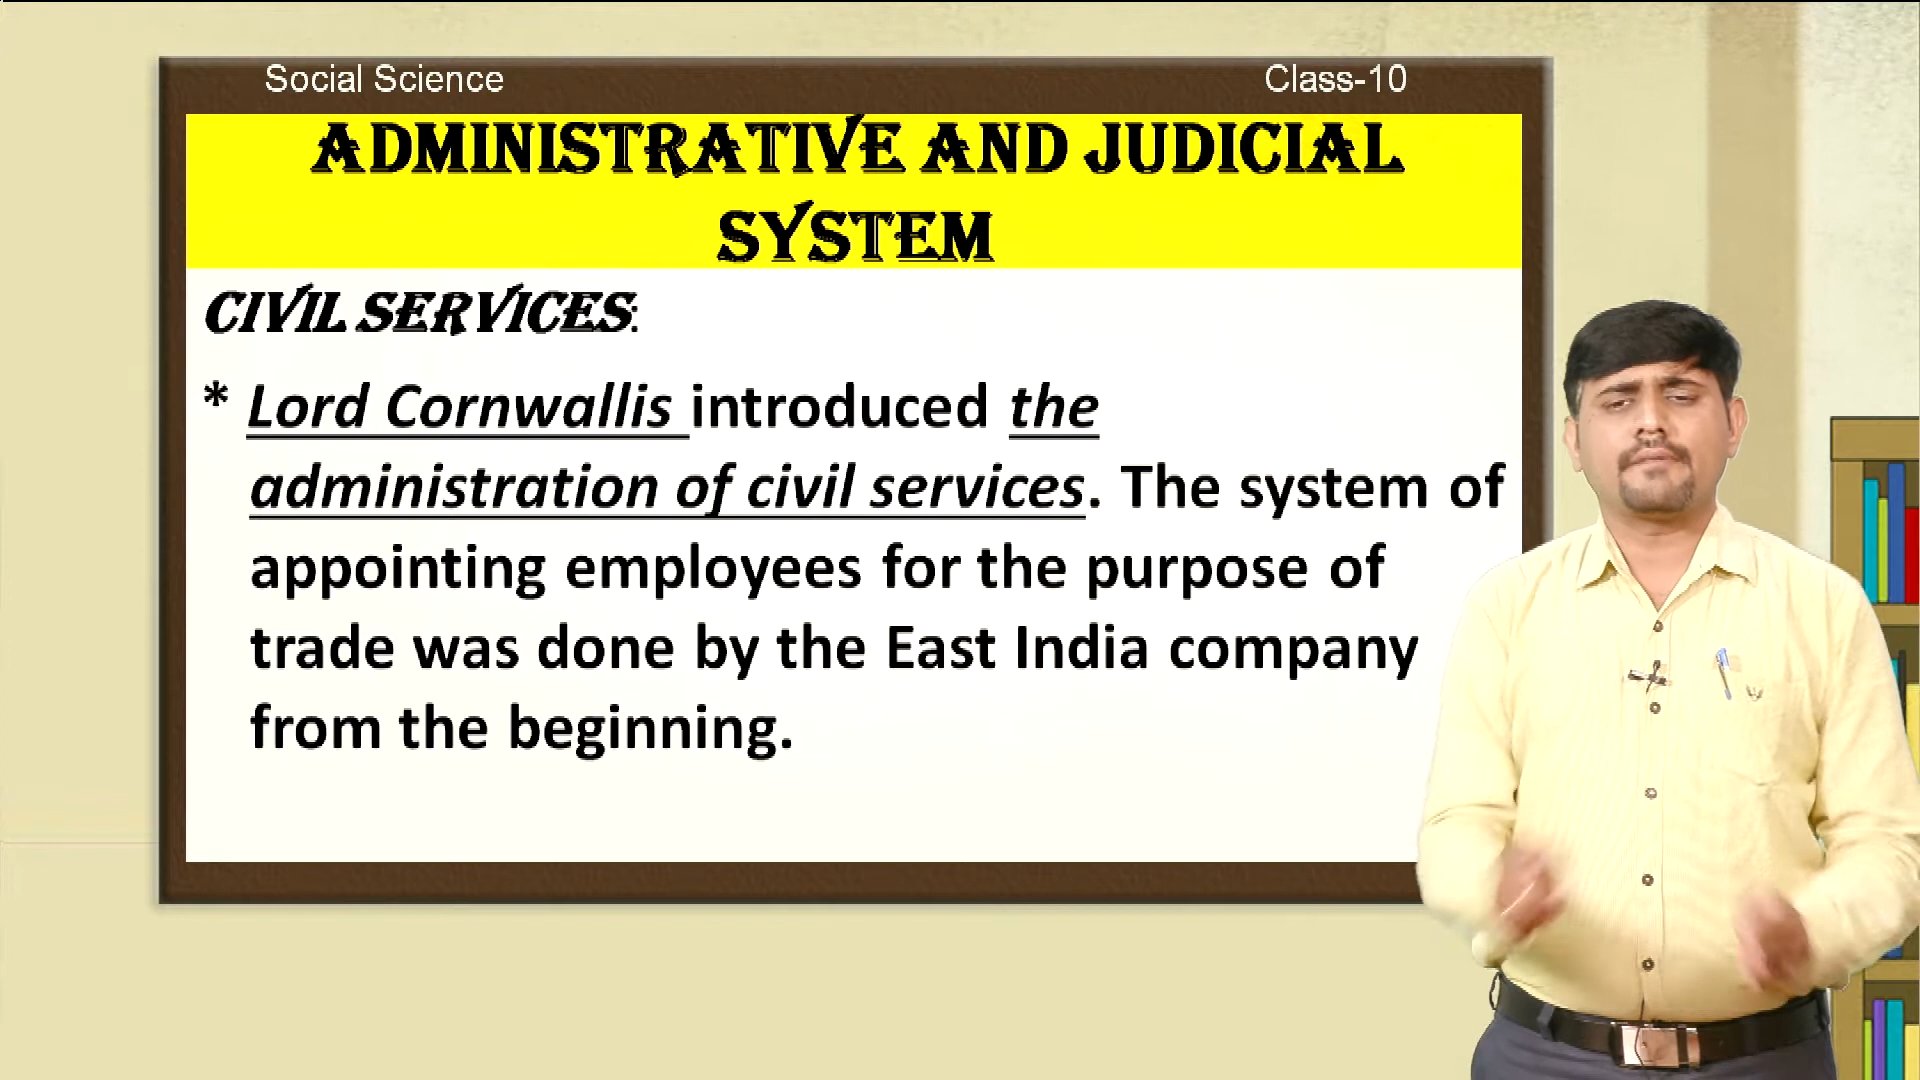 Social Science
Class-10
ADMINISTRATIVE AND JUDICIAL
SYSTEM
CIVIL SERVICES:
* Lord Cornwallis introduced the
administration of civil services. The system of
appointing employees for the purpose of
trade was done by the East India company
from the beginning.